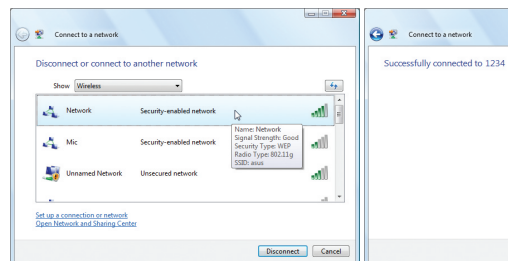 Connect to a network
Disconnect or connect to another network
Show Wireless
Network Security-enabled network
Mic Security-enabled network
Unnamed Network Unsecured network
Name: Network
Signal Strength: Good
Security Type: WEP
Radio Type: 802.11g
SSID: asus
Set up a connection or network
Open Network and Sharing Center
Disconnect Cancel
Connect to a network
Successfully connected to 1234